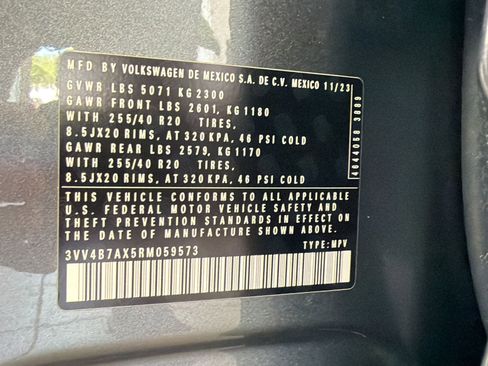 MFD. BY VOLKSWAGEN DE MEXICO S.A. DE C.V. MEXICO 11/23
GVWR LBS 5071 KG 2300
GAWR FRONT LBS 2601, KG 1180
WITH 255/40 R20 TIRES,
8.5JX20 RIMS, AT 320 KPA, 46 PSI COLD
GAWR REAR LBS 2579, KG 1170
WITH 255/40 R20 TIRES,
8.5JX20 RIMS, AT 320 KPA, 46 PSI COLD
THIS VEHICLE CONFORMS TO ALL APPLICABLE
U.S. FEDERAL MOTOR VEHICLE SAFETY AND
THEFT PREVENTION STANDARDS IN EFFECT ON
THE DATE OF MANUFACTURE SHOWN ABOVE
3VV4B7AX5RM059573 TYPE: MPV
4644058 3889